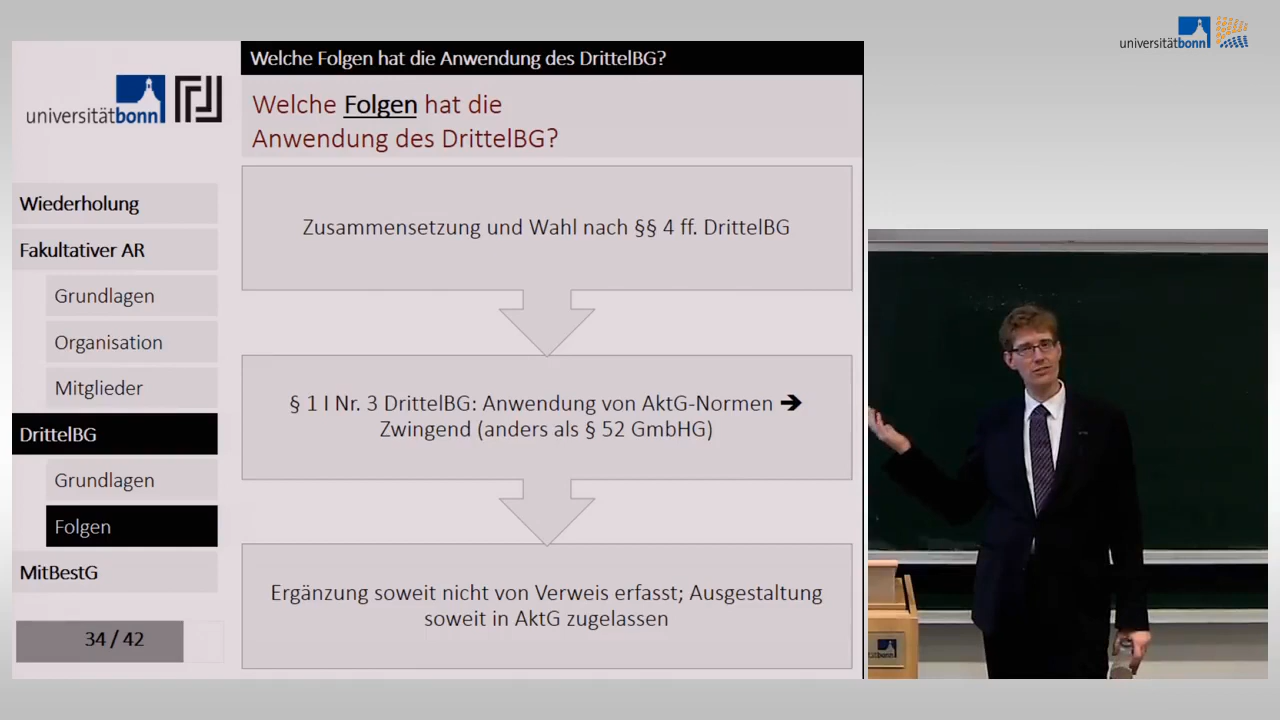 universitätbonn
Welche Folgen hat die Anwendung des DrittelBG?
universitätbonn
Welche Folgen hat die
Anwendung des DrittelBG?
Wiederholung
Fakultativer AR
Grundlagen
Organisation
Mitglieder
DrittelBG
Grundlagen
Folgen
MitBestG
34 / 42
Zusammensetzung und Wahl nach §§ 4 ff. DrittelBG
§ 1 I Nr. 3 DrittelBG: Anwendung von AktG-Normen ➔
Zwingend (anders als § 52 GmbHG)
Ergänzung soweit nicht von Verweis erfasst; Ausgestaltung
soweit in AktG zugelassen
universitätbonn